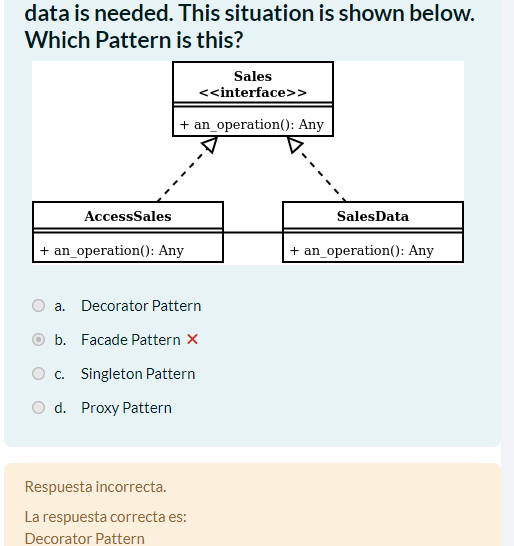 data is needed. This situation is shown below.
Which Pattern is this?
Sales
<<interface>>
+ an_operation(): Any
AccessSales
SalesData
+ an_operation(): Any
+ an_operation(): Any
a. Decorator Pattern
b. Facade Pattern
c. Singleton Pattern
d. Proxy Pattern
Respuesta incorrecta.
La respuesta correcta es:
Decorator Pattern